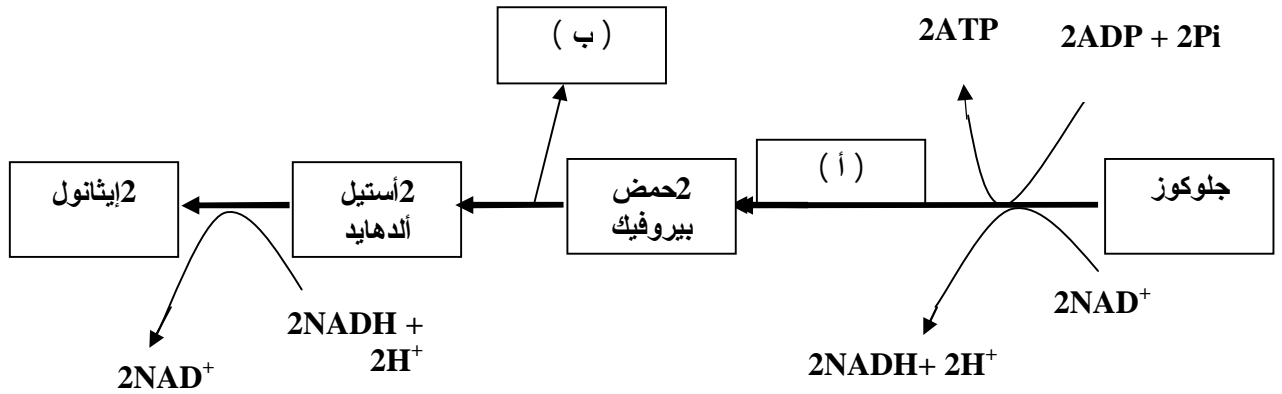 2ADP + 2Pi
2ATP
( ب )
( أ )
جلوكوز
2حمض
بيروفيك
2أستيل
ألدهايد
2إيثانول
2NAD⁺
2NADH+ 2H⁺
2NADH +
2H⁺
2NAD⁺